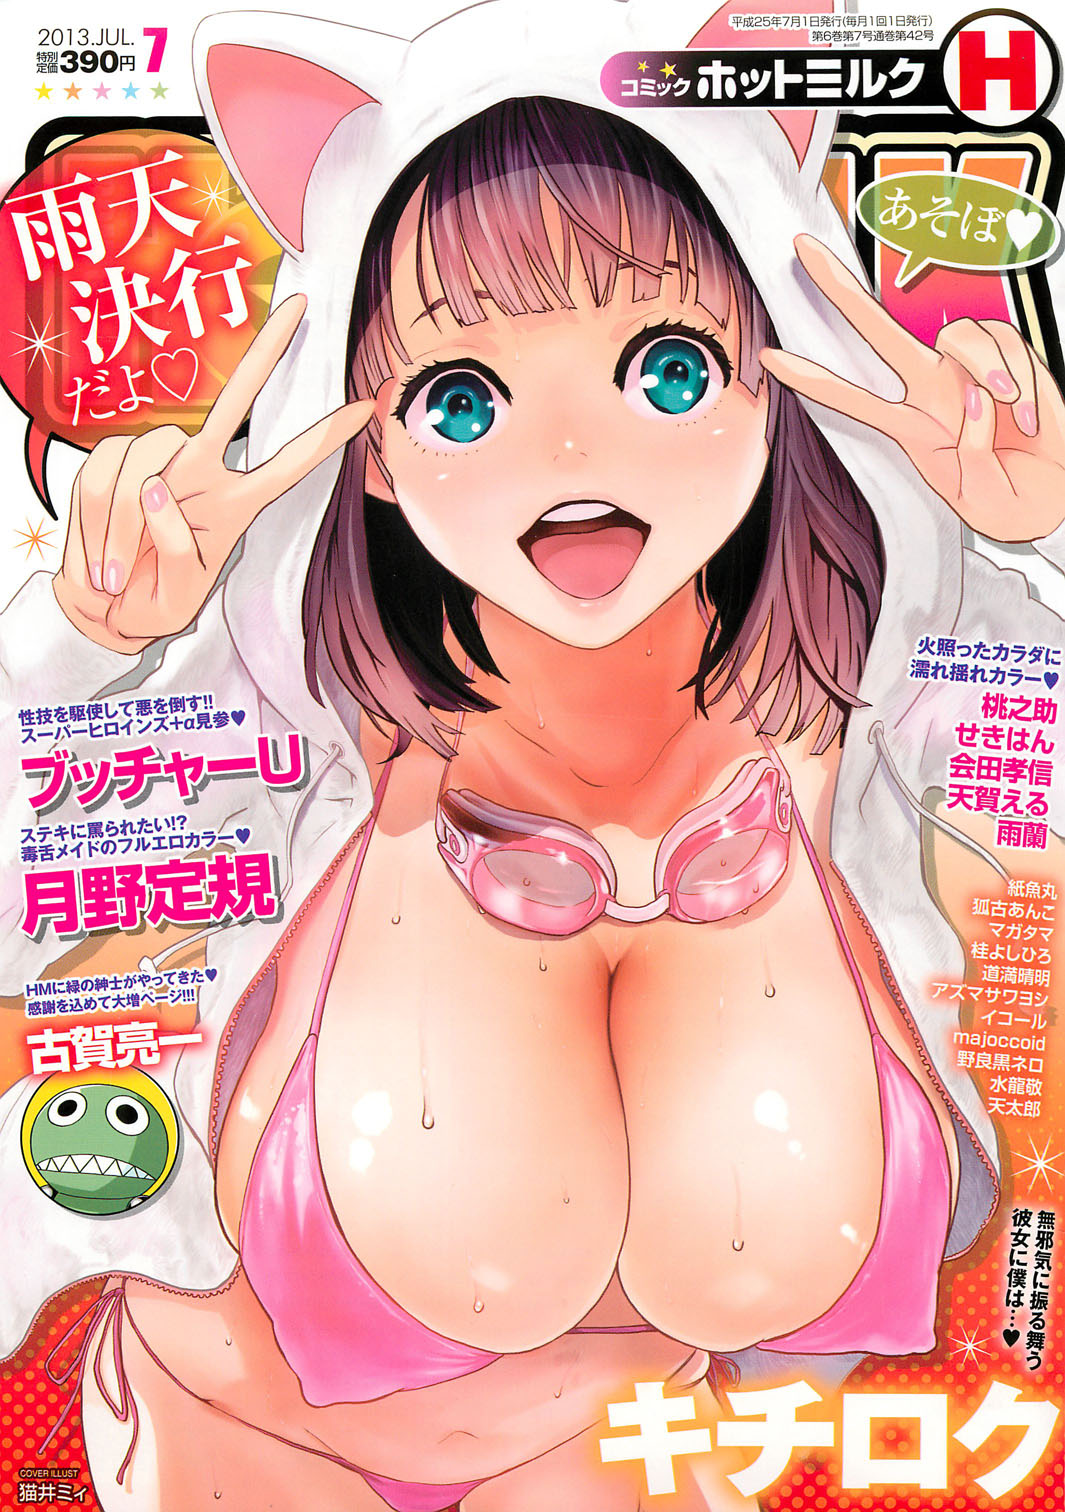 2013.JUL. 7
特別定価390円
平成25年7月1日発行(毎月1回1日発行)
第6巻第7号通巻第42号
コミック ホットミルク
H
雨天
決行
だよ♡
あそぼ♥
性技を駆使して悪を倒す!!
スーパーヒロインズ+α見参♥
ブッチャーU
ステキに罵られたい!?
毒舌メイドのフルエロカラー♥
月野定規
HMに緑の紳士がやってきた♥
感謝を込めて大増ページ!!!
古賀亮一
火照ったカラダに
濡れ揺れカラー♥
桃之助
せきはん
会田孝信
天賀える
雨蘭
紙魚丸
狐古あんこ
マガタマ
桂よしひろ
道満晴明
アズマサワヨシ
イコール
majoccoid
野良黒ネロ
水龍敬
天太郎
無邪気に振る舞う
彼女に僕は…♥
キチロク
COVER ILLUST
猫井ミィ